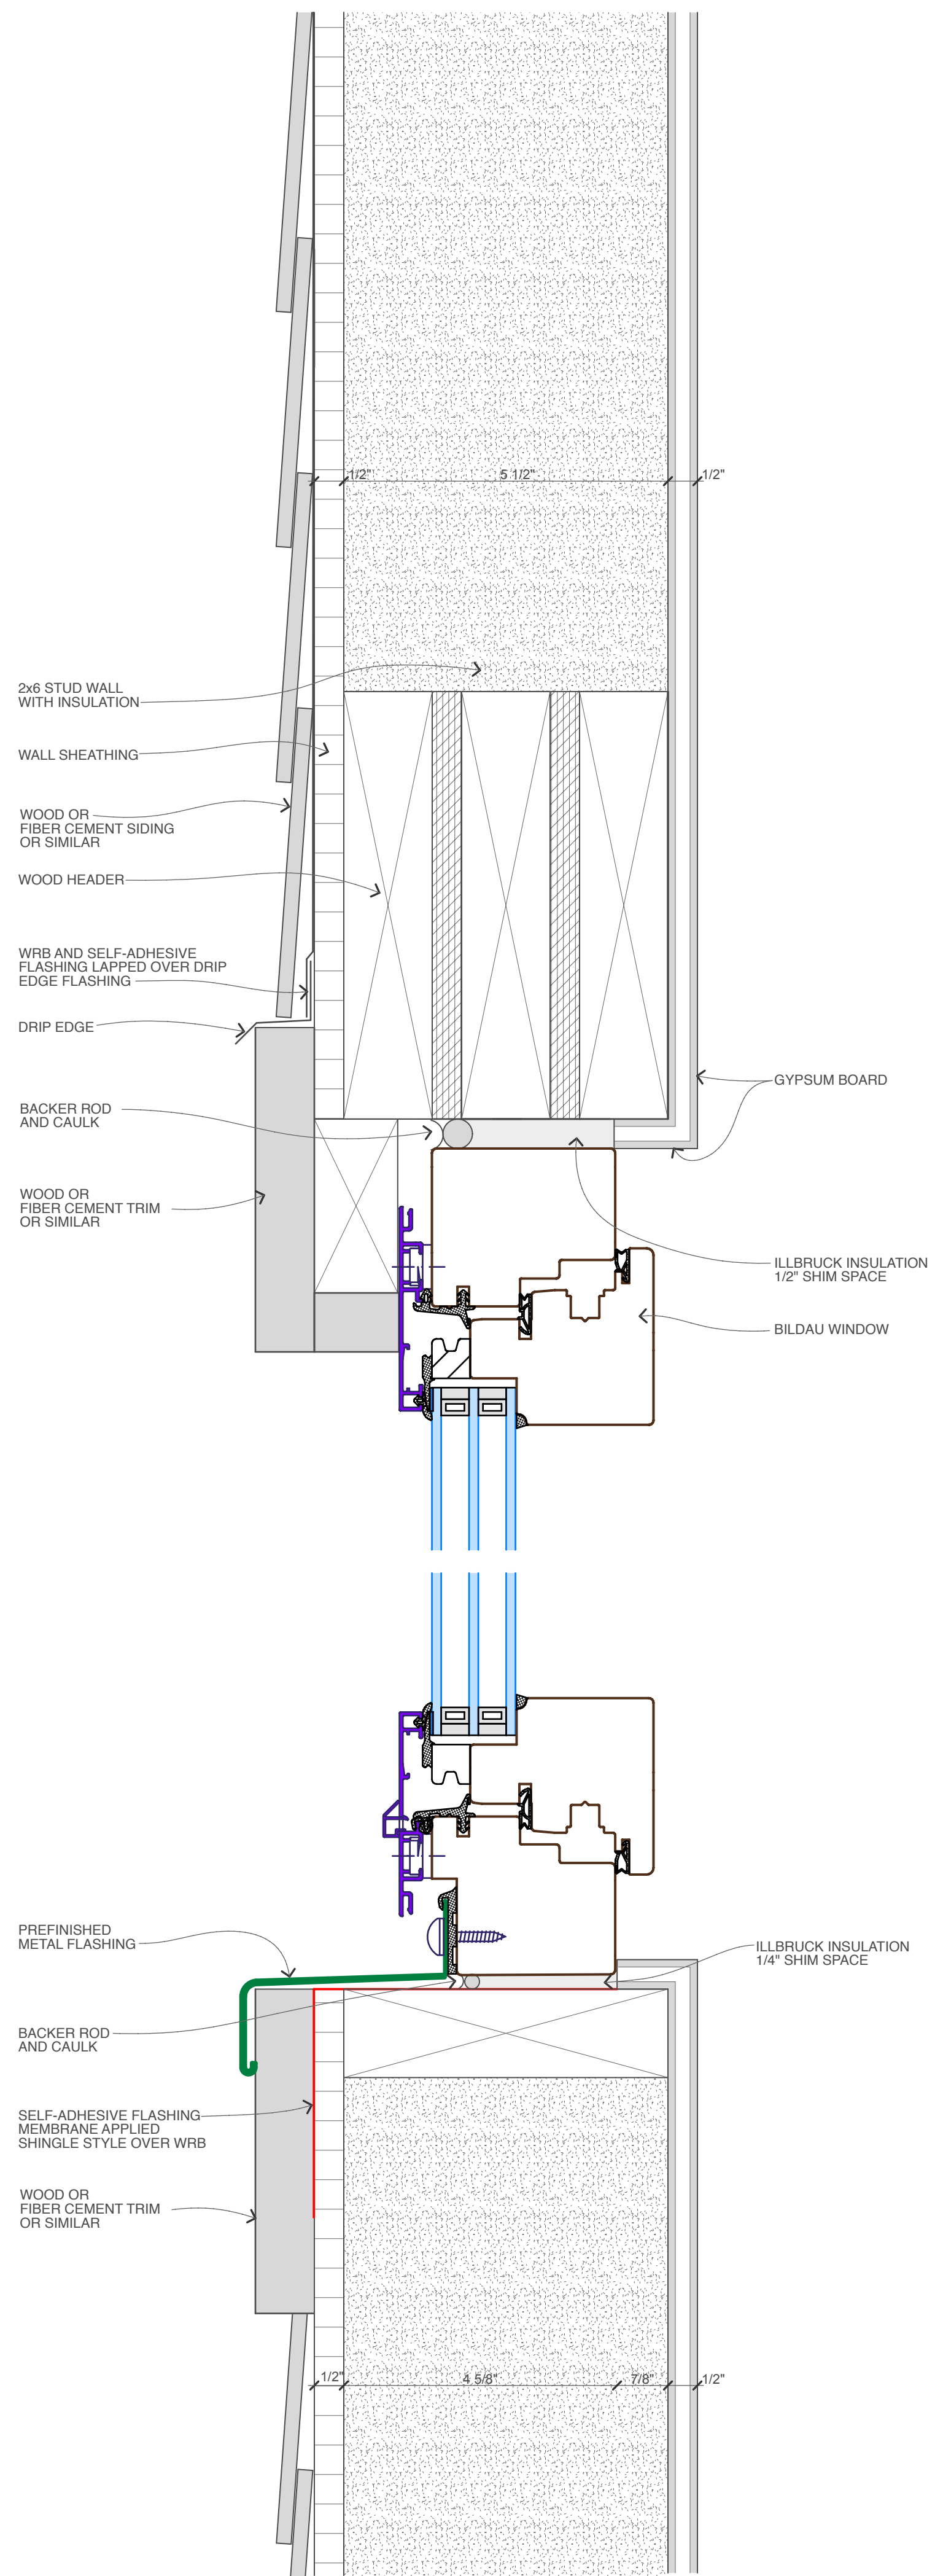 1/2"
5 1/2"
1/2"
2x6 STUD WALL
WITH INSULATION
WALL SHEATHING
WOOD OR
FIBER CEMENT SIDING
OR SIMILAR
WOOD HEADER
WRB AND SELF-ADHESIVE
FLASHING LAPPED OVER DRIP
EDGE FLASHING
DRIP EDGE
GYPSUM BOARD
BACKER ROD
AND CAULK
WOOD OR
FIBER CEMENT TRIM
OR SIMILAR
ILLBRUCK INSULATION
1/2" SHIM SPACE
BILDAU WINDOW
PREFINISHED
METAL FLASHING
ILLBRUCK INSULATION
1/4" SHIM SPACE
BACKER ROD
AND CAULK
SELF-ADHESIVE FLASHING
MEMBRANE APPLIED
SHINGLE STYLE OVER WRB
WOOD OR
FIBER CEMENT TRIM
OR SIMILAR
1/2"
4 5/8"
7/8"
1/2"